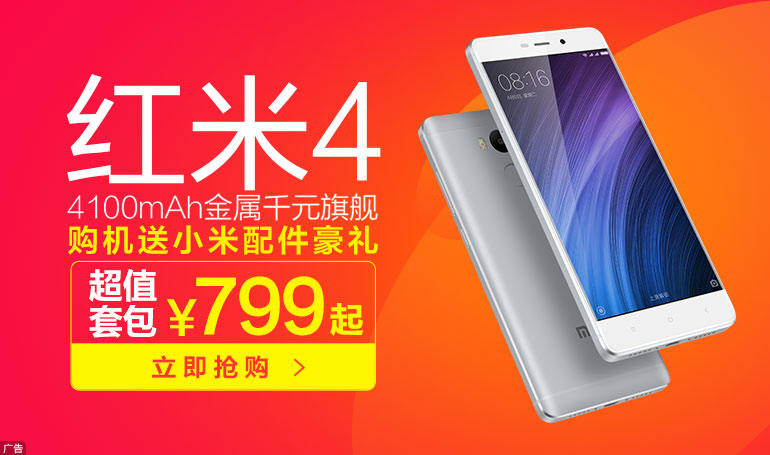 红米4
4100mAh金属千元旗舰
购机送小米配件豪礼
超值
套包
¥799起
立即抢购 >
08:16
广告